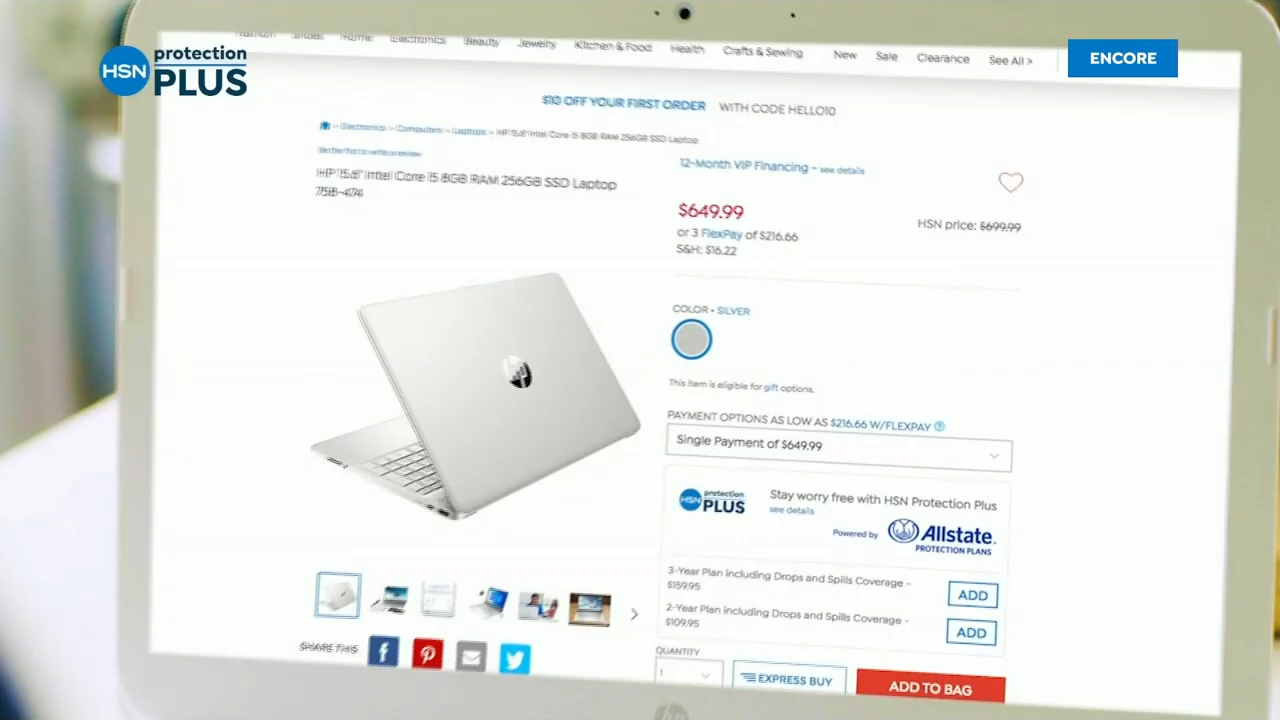 HSN protection PLUS
ENCORE
Fashion Shoes Home Electronics Beauty Jewelry Kitchen & Food Health Crafts & Sewing New Sale Clearance See All >
$10 OFF YOUR FIRST ORDER WITH CODE HELLO10
> Electronics > Computers > Laptops > HP 15.6" Intel Core i5 8GB RAM 256GB SSD Laptop
Be the first to write a review
HP 15.6" Intel Core i5 8GB RAM 256GB SSD Laptop
758-474
12-Month VIP Financing - see details
$649.99
HSN price: $699.99
or 3 FlexPay of $216.66
S&H: $16.22
COLOR • SILVER
hp
This item is eligible for gift options.
PAYMENT OPTIONS AS LOW AS $216.66 W/FLEXPAY ?
Single Payment of $649.99
HSN protection PLUS
Stay worry free with HSN Protection Plus
see details
Powered by Allstate.
PROTECTION PLANS
3-Year Plan including Drops and Spills Coverage -
$159.95
ADD
2-Year Plan including Drops and Spills Coverage -
$109.95
ADD
SHARE THIS
QUANTITY
1
EXPRESS BUY
ADD TO BAG
hp